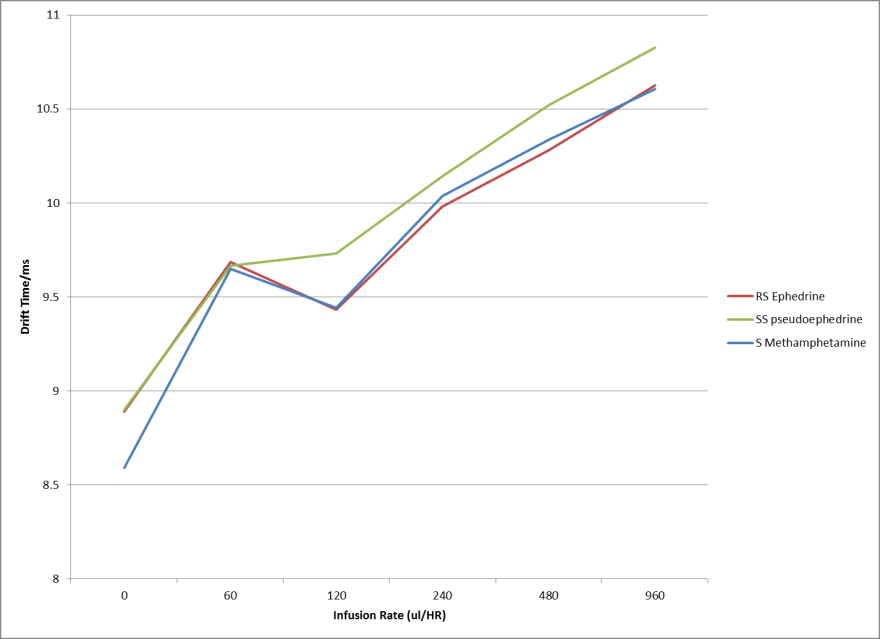 11
10.5
10
9.5
9
8.5
8
Drift Time/ms
0 60 120 240 480 960
Infusion Rate (ul/HR)
RS Ephedrine
SS pseudoephedrine
S Methamphetamine